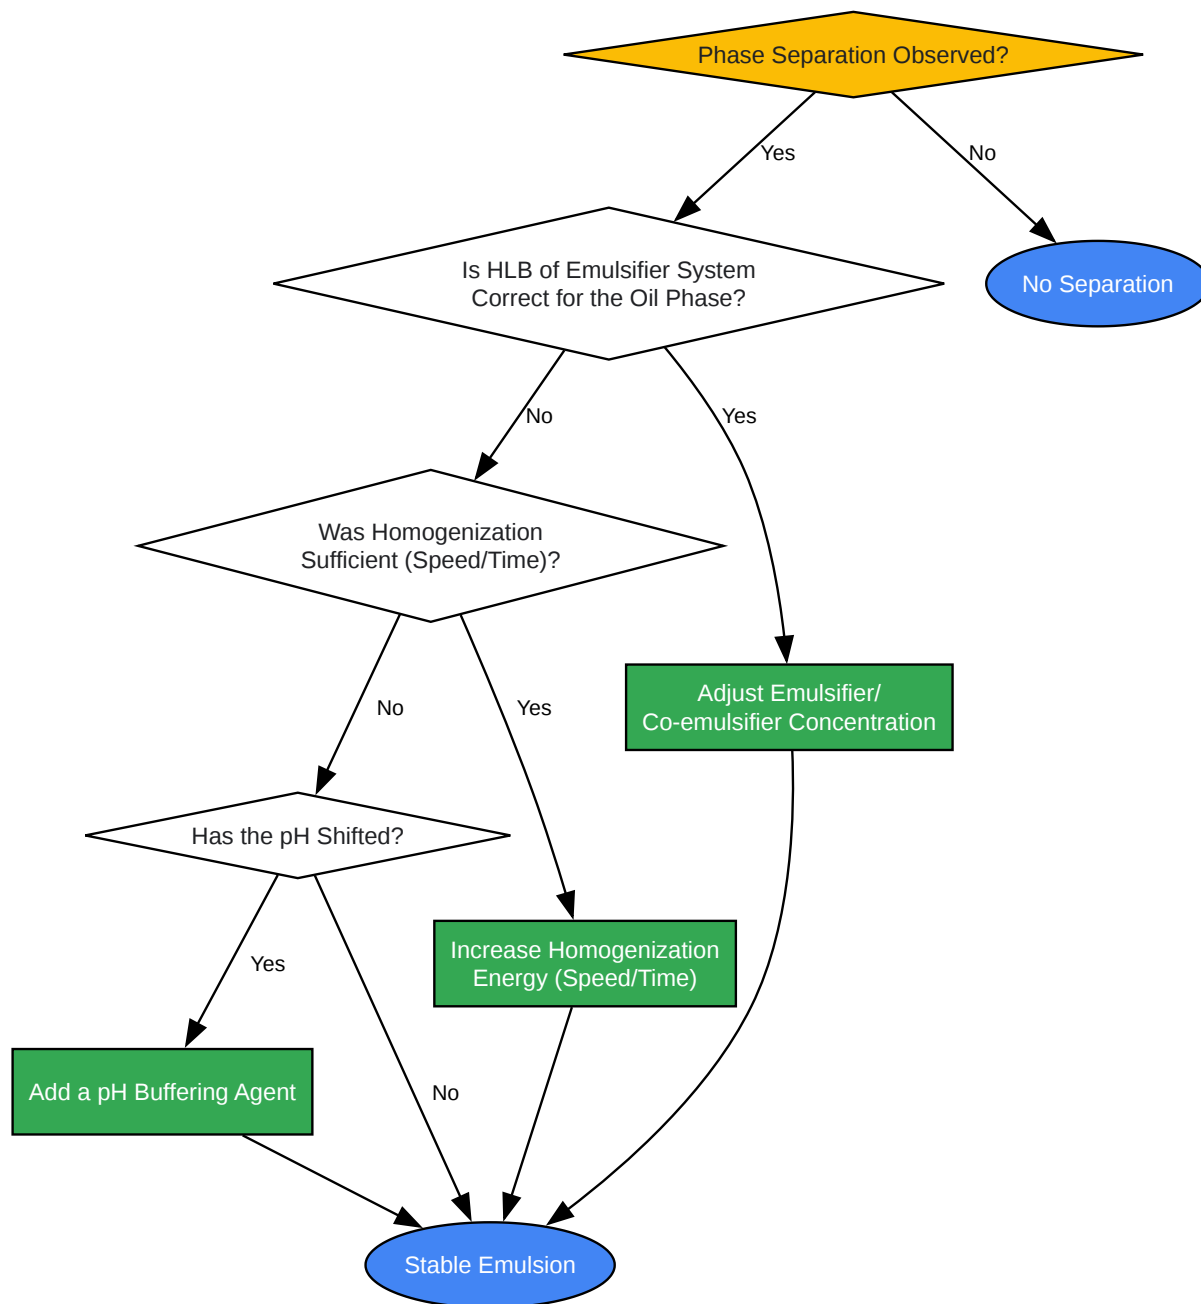 Phase Separation Observed?
Yes
No
Is HLB of Emulsifier System
Correct for the Oil Phase?
No Separation
No
Yes
Was Homogenization
Sufficient (Speed/Time)?
No
Yes
Adjust Emulsifier/
Co-emulsifier Concentration
Has the pH Shifted?
Yes
Increase Homogenization
Energy (Speed/Time)
Add a pH Buffering Agent
No
Stable Emulsion